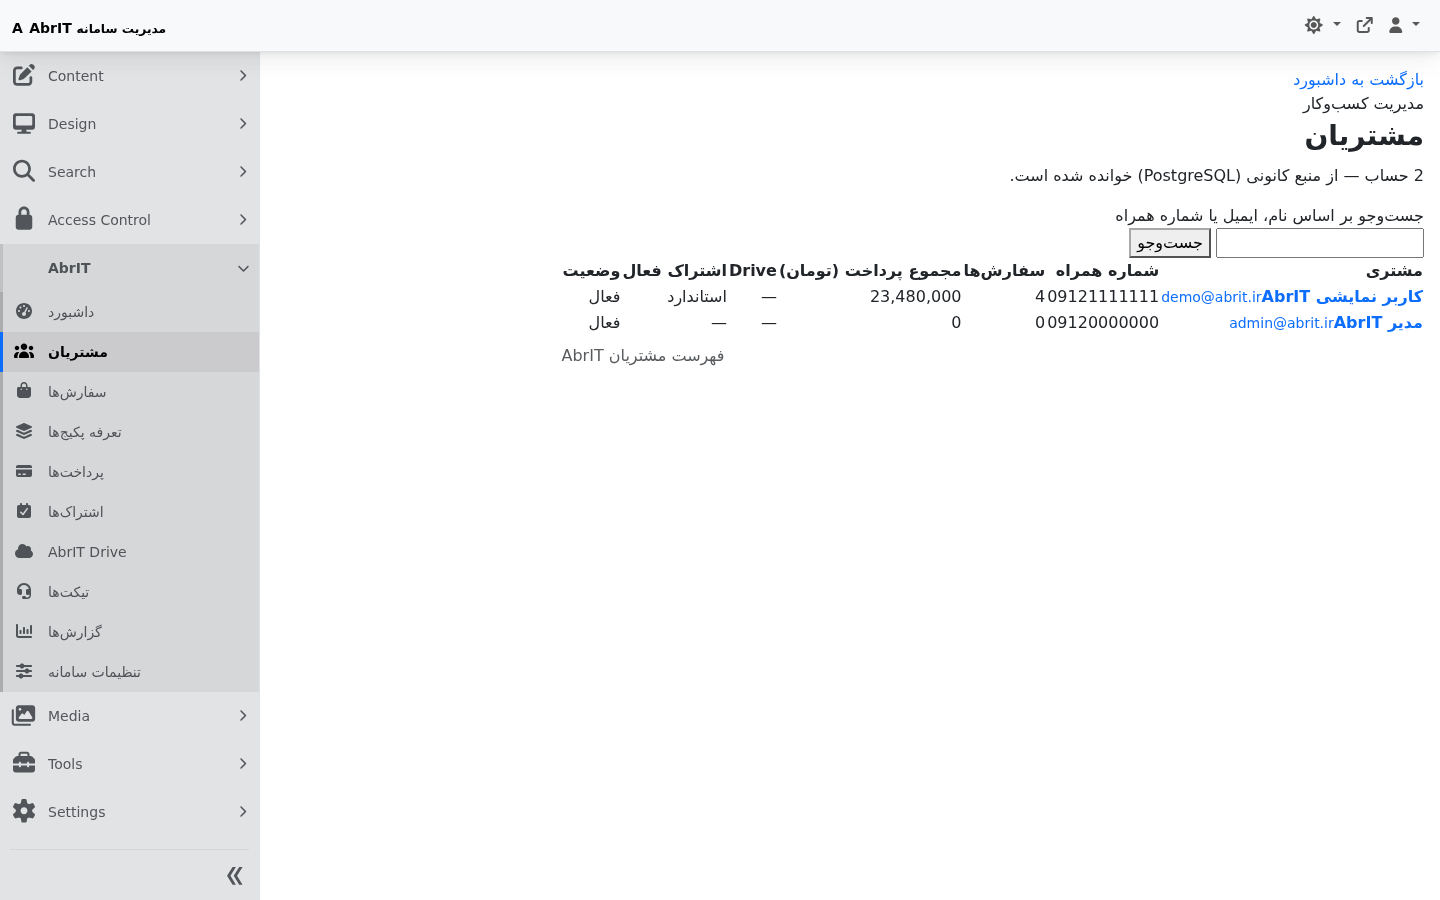 A AbrIT مدیریت سامانه
Content
Design
Search
Access Control
AbrIT
داشبورد
مشتریان
سفارش‌ها
تعرفه پکیج‌ها
پرداخت‌ها
اشتراک‌ها
AbrIT Drive
تیکت‌ها
گزارش‌ها
تنظیمات سامانه
Media
Tools
Settings
بازگشت به داشبورد
مدیریت کسب‌وکار
مشتریان
2 حساب — از منبع کانونی (PostgreSQL) خوانده شده است.
جست‌وجو بر اساس نام، ایمیل یا شماره همراه
جست‌وجو
مشتری شماره همراه سفارش‌ها مجموع پرداخت (تومان) Drive اشتراک فعال وضعیت
کاربر نمایشی AbrIT demo@abrit.ir 09121111111 4 23,480,000 — استاندارد فعال
مدیر AbrIT admin@abrit.ir 09120000000 0 0 — — فعال
فهرست مشتریان AbrIT